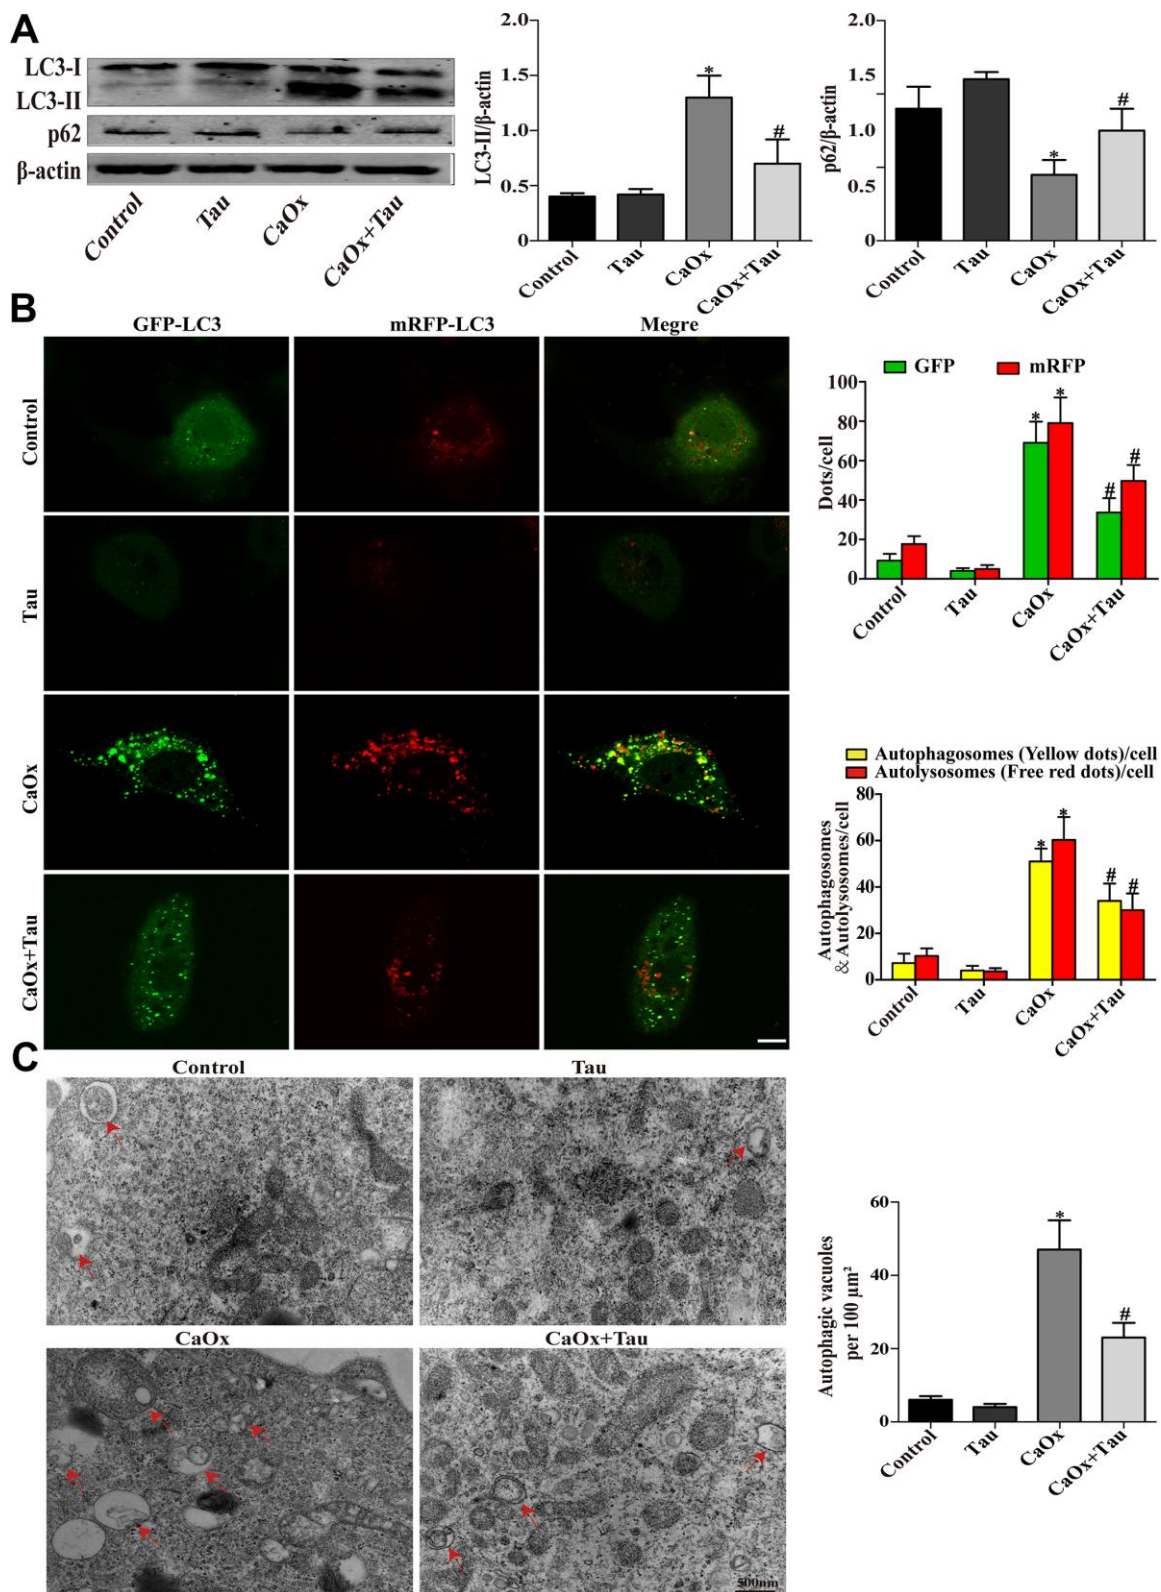 A
LC3-I
LC3-II
p62
β-actin
Control
Tau
CaOx
CaOx+Tau
2.0
1.5
1.0
0.5
0
LC3-II/β-actin
*
#
Control
Tau
CaOx
CaOx+Tau
2.0
1.5
1.0
0.5
0
p62/β-actin
*
#
Control
Tau
CaOx
CaOx+Tau
B
GFP-LC3
mRFP-LC3
Megre
Control
Tau
CaOx
CaOx+Tau
GFP
mRFP
100
80
60
40
20
0
Dots/cell
* *
# #
Control
Tau
CaOx
CaOx+Tau
Autophagosomes (Yellow dots)/cell
Autolysosomes (Free red dots)/cell
80
60
40
20
0
Autophagosomes
& Autolysosomes/cell
* *
# #
Control
Tau
CaOx
CaOx+Tau
C
Control
Tau
CaOx
CaOx+Tau
500nm
60
40
20
0
Autophagic vacuoles
per 100 μm²
*
#
Control
Tau
CaOx
CaOx+Tau